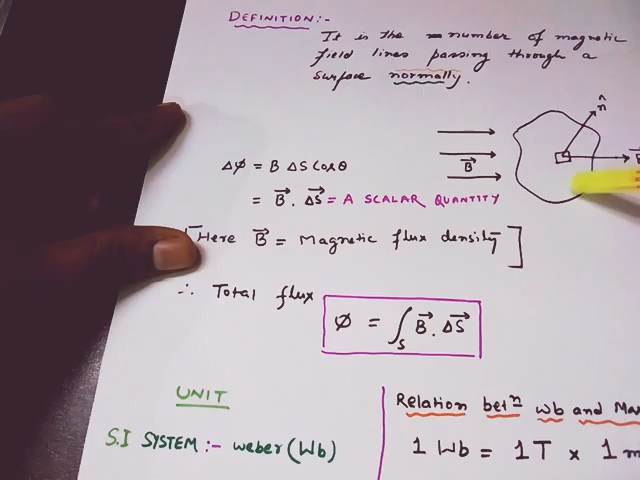 DEFINITION:-
It is the number of magnetic
field lines passing through a
surface normally.
n̂
B⃗
Δφ = B ΔS Cosθ
= B⃗ . ΔS⃗ = A SCALAR QUANTITY
[Here B⃗ = Magnetic flux density]
∴ Total flux
φ = ∫s B⃗ . ΔS⃗
UNIT
S.I SYSTEM :- weber (Wb)
Relation betⁿ Wb and
1 Wb = 1T × 1